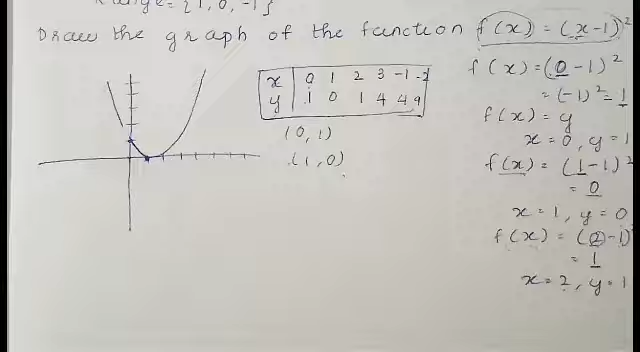 Range = {1, 0, -1}
Draw the graph of the function f(x) = (x-1)²
x | 0 1 2 3 -1 -2
y | 1 0 1 4 4 9
(0, 1)
(1, 0)
f(x) = (0-1)²
= (-1)² = 1
f(x) = y
x = 0, y = 1
f(x) = (1-1)²
= 0
x = 1, y = 0
f(x) = (2-1)²
= 1
x = 2, y = 1